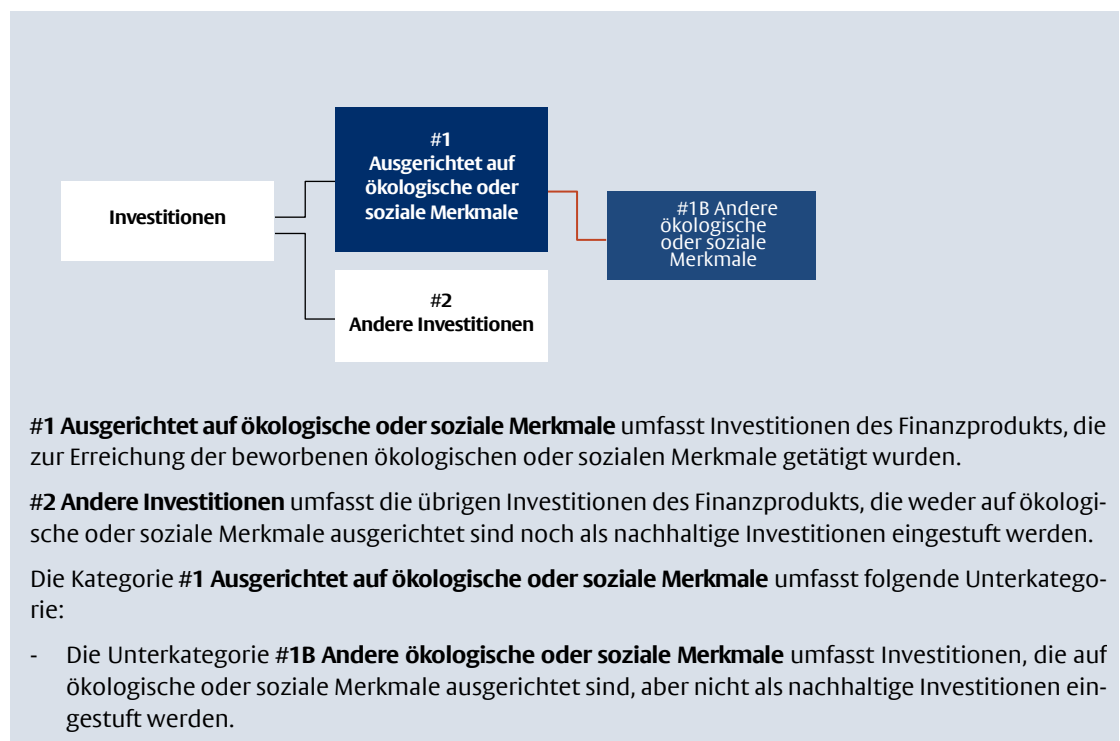 #1
Ausgerichtet auf
ökologische oder
soziale Merkmale
Investitionen
#1B Andere
ökologische
oder soziale
Merkmale
#2
Andere Investitionen
#1 Ausgerichtet auf ökologische oder soziale Merkmale umfasst Investitionen des Finanzprodukts, die
zur Erreichung der beworbenen ökologischen oder sozialen Merkmale getätigt wurden.
#2 Andere Investitionen umfasst die übrigen Investitionen des Finanzprodukts, die weder auf ökologi-
sche oder soziale Merkmale ausgerichtet sind noch als nachhaltige Investitionen eingestuft werden.
Die Kategorie #1 Ausgerichtet auf ökologische oder soziale Merkmale umfasst folgende Unterkatego-
rie:
- Die Unterkategorie #1B Andere ökologische oder soziale Merkmale umfasst Investitionen, die auf
ökologische oder soziale Merkmale ausgerichtet sind, aber nicht als nachhaltige Investitionen ein-
gestuft werden.